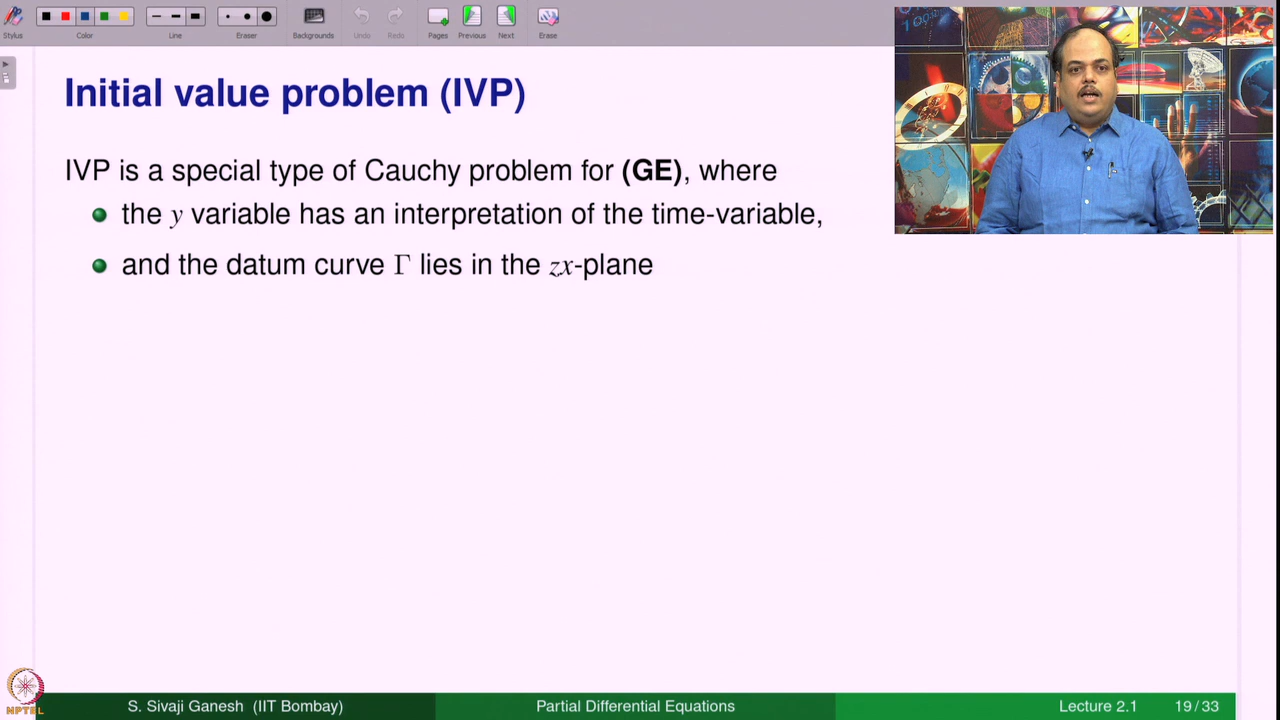 Stylus
Color
Line
Eraser
Backgrounds
Undo
Redo
Pages
Previous
Next
Erase
Initial value problem (IVP)
IVP is a special type of Cauchy problem for (GE), where
the y variable has an interpretation of the time-variable,
and the datum curve Γ lies in the zx-plane
NPTEL
S. Sivaji Ganesh (IIT Bombay)
Partial Differential Equations
Lecture 2.1
19/33